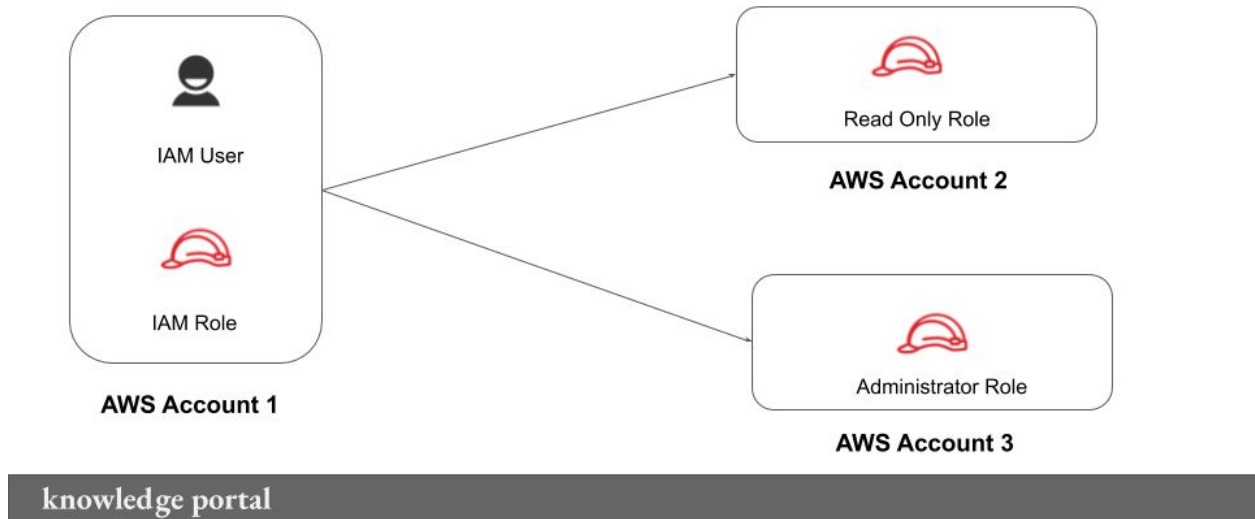 IAM User
IAM Role
AWS Account 1
Read Only Role
AWS Account 2
Administrator Role
AWS Account 3
knowledge portal